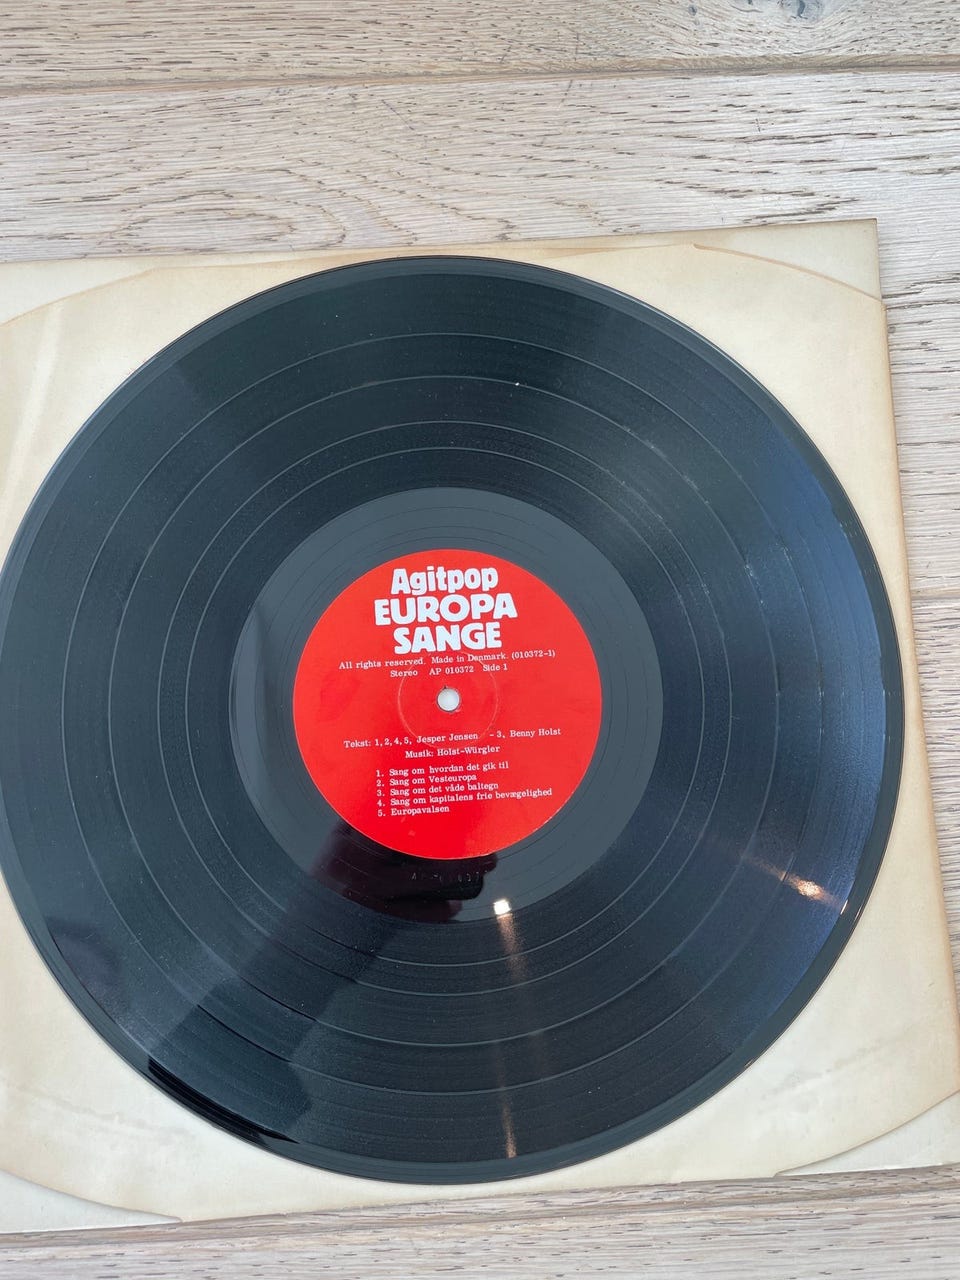 Agitpop
EUROPA
SANGE
All rights reserved. Made in Denmark. (010372-1)
Stereo AP 010372 Side 1
Tekst: 1,2,4,5, Jesper Jensen - 3, Benny Holst
Musik: Holst-Würgler
1. Sang om hvordan det gik til
2. Sang om Vesteuropa
3. Sang om det våde baltegn
4. Sang om kapitalens frie bevægelighed
5. Europavalsen